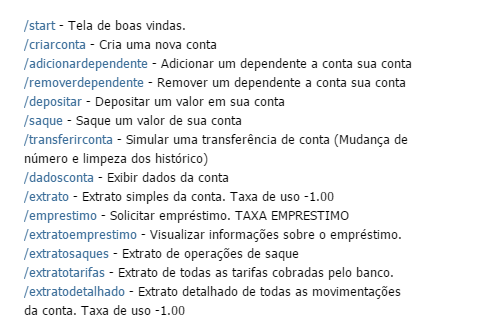 /start - Tela de boas vindas.
/criarconta - Cria uma nova conta
/adicionardependente - Adicionar um dependente a conta sua conta
/removerdependente - Remover um dependente a conta sua conta
/depositar - Depositar um valor em sua conta
/saque - Saque um valor de sua conta
/transferirconta - Simular uma transferência de conta (Mudança de
número e limpeza dos histórico)
/dadosconta - Exibir dados da conta
/extrato - Extrato simples da conta. Taxa de uso -1.00
/emprestimo - Solicitar empréstimo. TAXA EMPRESTIMO
/extratoemprestimo - Visualizar informações sobre o empréstimo.
/extratosaques - Extrato de operações de saque
/extratotarifas - Extrato de todas as tarifas cobradas pelo banco.
/extratodetalhado - Extrato detalhado de todas as movimentações
da conta. Taxa de uso -1.00